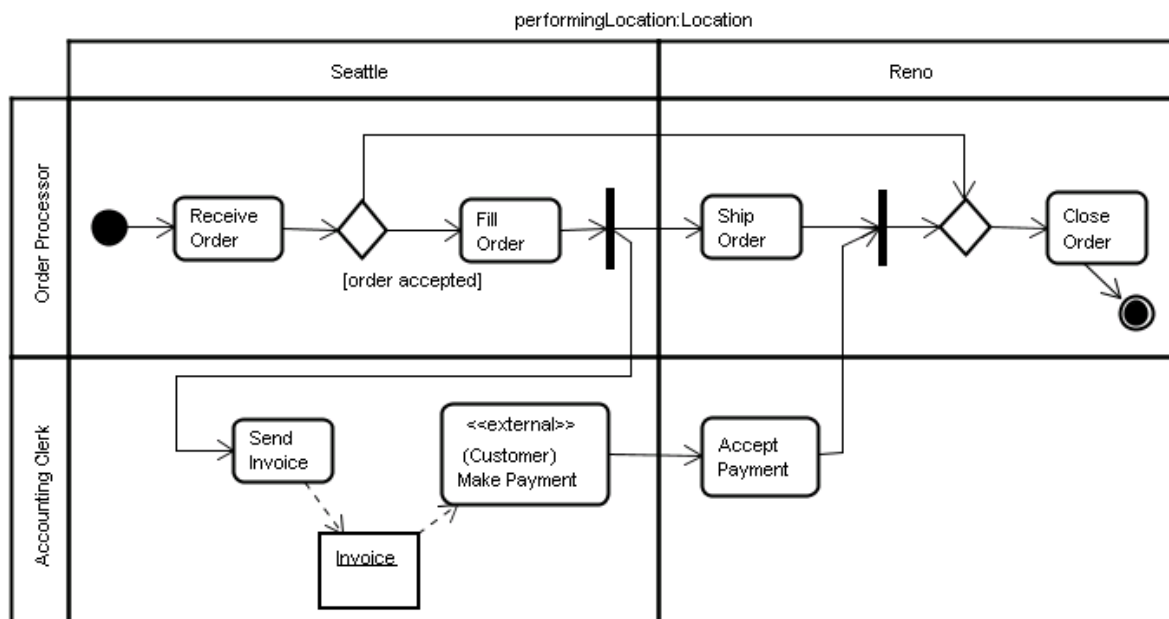 performingLocation:Location
Seattle
Reno
Order Processor
Receive
Order
[order accepted]
Fill
Order
Ship
Order
Close
Order
Accounting Clerk
Send
Invoice
Invoice
<<external>>
(Customer)
Make Payment
Accept
Payment